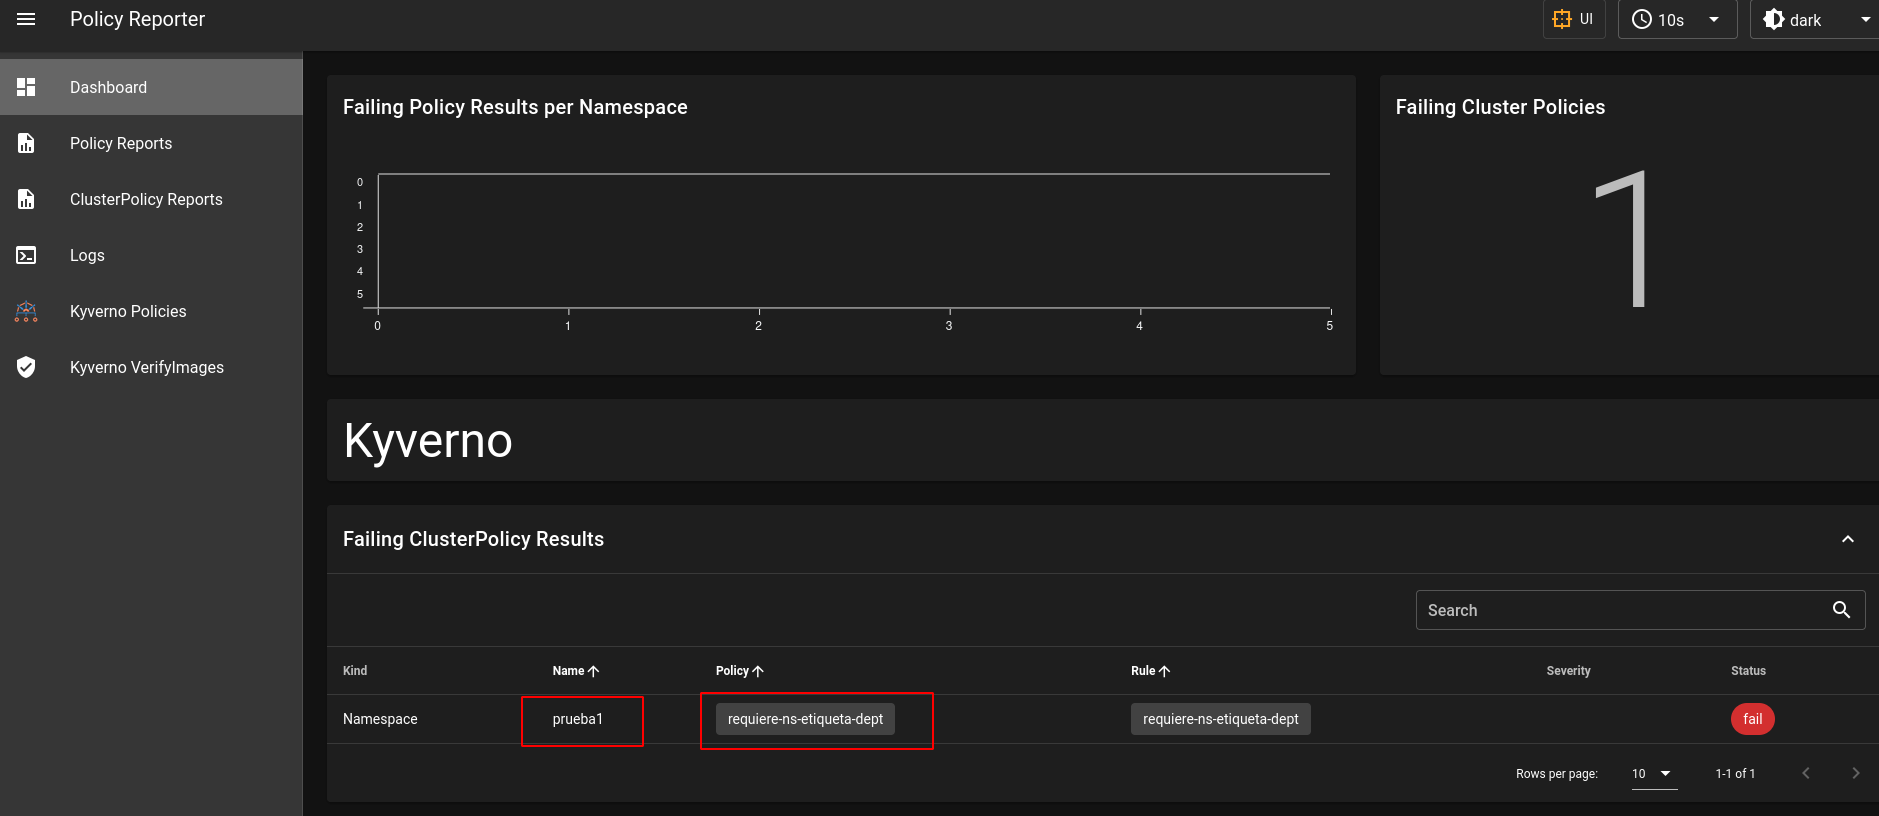 Policy Reporter
UI
10s
dark
Dashboard
Policy Reports
ClusterPolicy Reports
Logs
Kyverno Policies
Kyverno VerifyImages
Failing Policy Results per Namespace
0
1
2
3
4
5
0 1 2 3 4 5
Failing Cluster Policies
1
Kyverno
Failing ClusterPolicy Results
Search
Kind Name Policy Rule Severity Status
Namespace prueba1 requiere-ns-etiqueta-dept requiere-ns-etiqueta-dept fail
Rows per page: 10 1-1 of 1